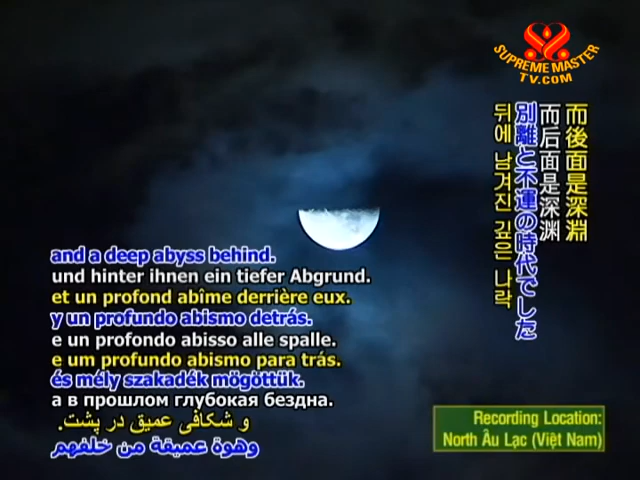 SUPREME MASTER
TV.COM
而後面是深淵
而后面是深渊
別離と不運の時代でした
뒤에 남겨진 깊은 나락
and a deep abyss behind.
und hinter ihnen ein tiefer Abgrund.
et un profond abîme derrière eux.
y un profundo abismo detrás.
e un profondo abisso alle spalle.
e um profundo abismo para trás.
és mély szakadék mögöttük.
а в прошлом глубокая бездна.
و شکافی عمیق در پشت.
وهوة عميقة من خلفهم
Recording Location:
North Âu Lạc (Việt Nam)